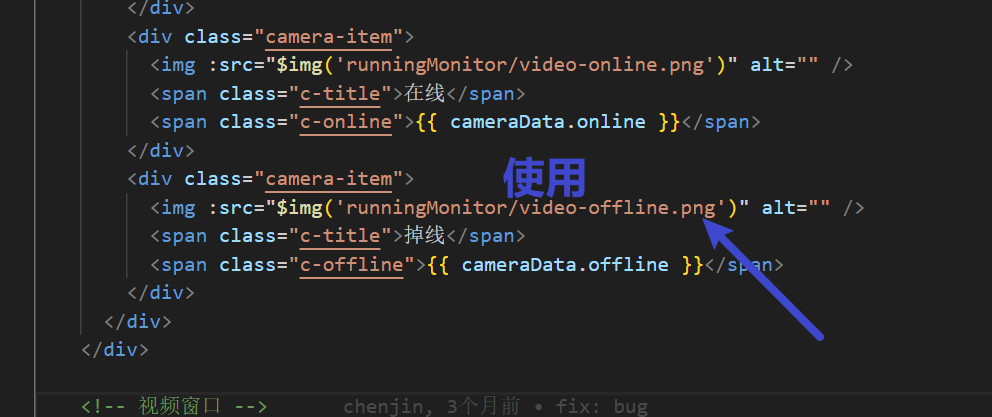 </div>
<div class="camera-item">
<img :src="$img('runningMonitor/video-online.png')" alt="" />
<span class="c-title">在线</span>
<span class="c-online">{{ cameraData.online }}</span>
</div>
<div class="camera-item">
使用
<img :src="$img('runningMonitor/video-offline.png')" alt="" />
<span class="c-title">掉线</span>
<span class="c-offline">{{ cameraData.offline }}</span>
</div>
</div>
</div>
<!-- 视频窗口 --> chenjin, 3个月前 • fix: bug